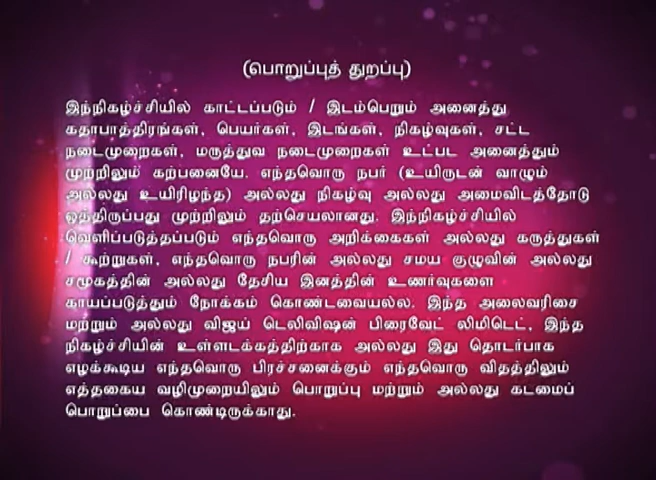 (பொறுப்புத் துறப்பு)
இந்நிகழ்ச்சியில் காட்டப்படும் / இடம்பெறும் அனைத்து
கதாபாத்திரங்கள், பெயர்கள், இடங்கள், நிகழ்வுகள், சட்ட
நடைமுறைகள், மருத்துவ நடைமுறைகள் உட்பட அனைத்தும்
முற்றிலும் கற்பனையே. எந்தவொரு நபர் (உயிருடன் வாழும்
அல்லது உயிரிழந்த) அல்லது நிகழ்வு அல்லது அமைவிடத்தோடு
ஒத்திருப்பது முற்றிலும் தற்செயலானது. இந்நிகழ்ச்சியில்
வெளிப்படுத்தப்படும் எந்தவொரு அறிக்கைகள் அல்லது கருத்துகள்
/ கூற்றுகள், எந்தவொரு நபரின் அல்லது சமய குழுவின் அல்லது
சமூகத்தின் அல்லது தேசிய இனத்தின் உணர்வுகளை
காயப்படுத்தும் நோக்கம் கொண்டவையல்ல. இந்த அலைவரிசை
மற்றும் அல்லது விஜய் டெலிவிஷன் பிரைவேட் லிமிடெட், இந்த
நிகழ்ச்சியின் உள்ளடக்கத்திற்காக அல்லது இது தொடர்பாக
எழக்கூடிய எந்தவொரு பிரச்சனைக்கும் எந்தவொரு விதத்திலும்
எத்தகைய வழிமுறையிலும் பொறுப்பு மற்றும் அல்லது கடமைப்
பொறுப்பை கொண்டிருக்காது.